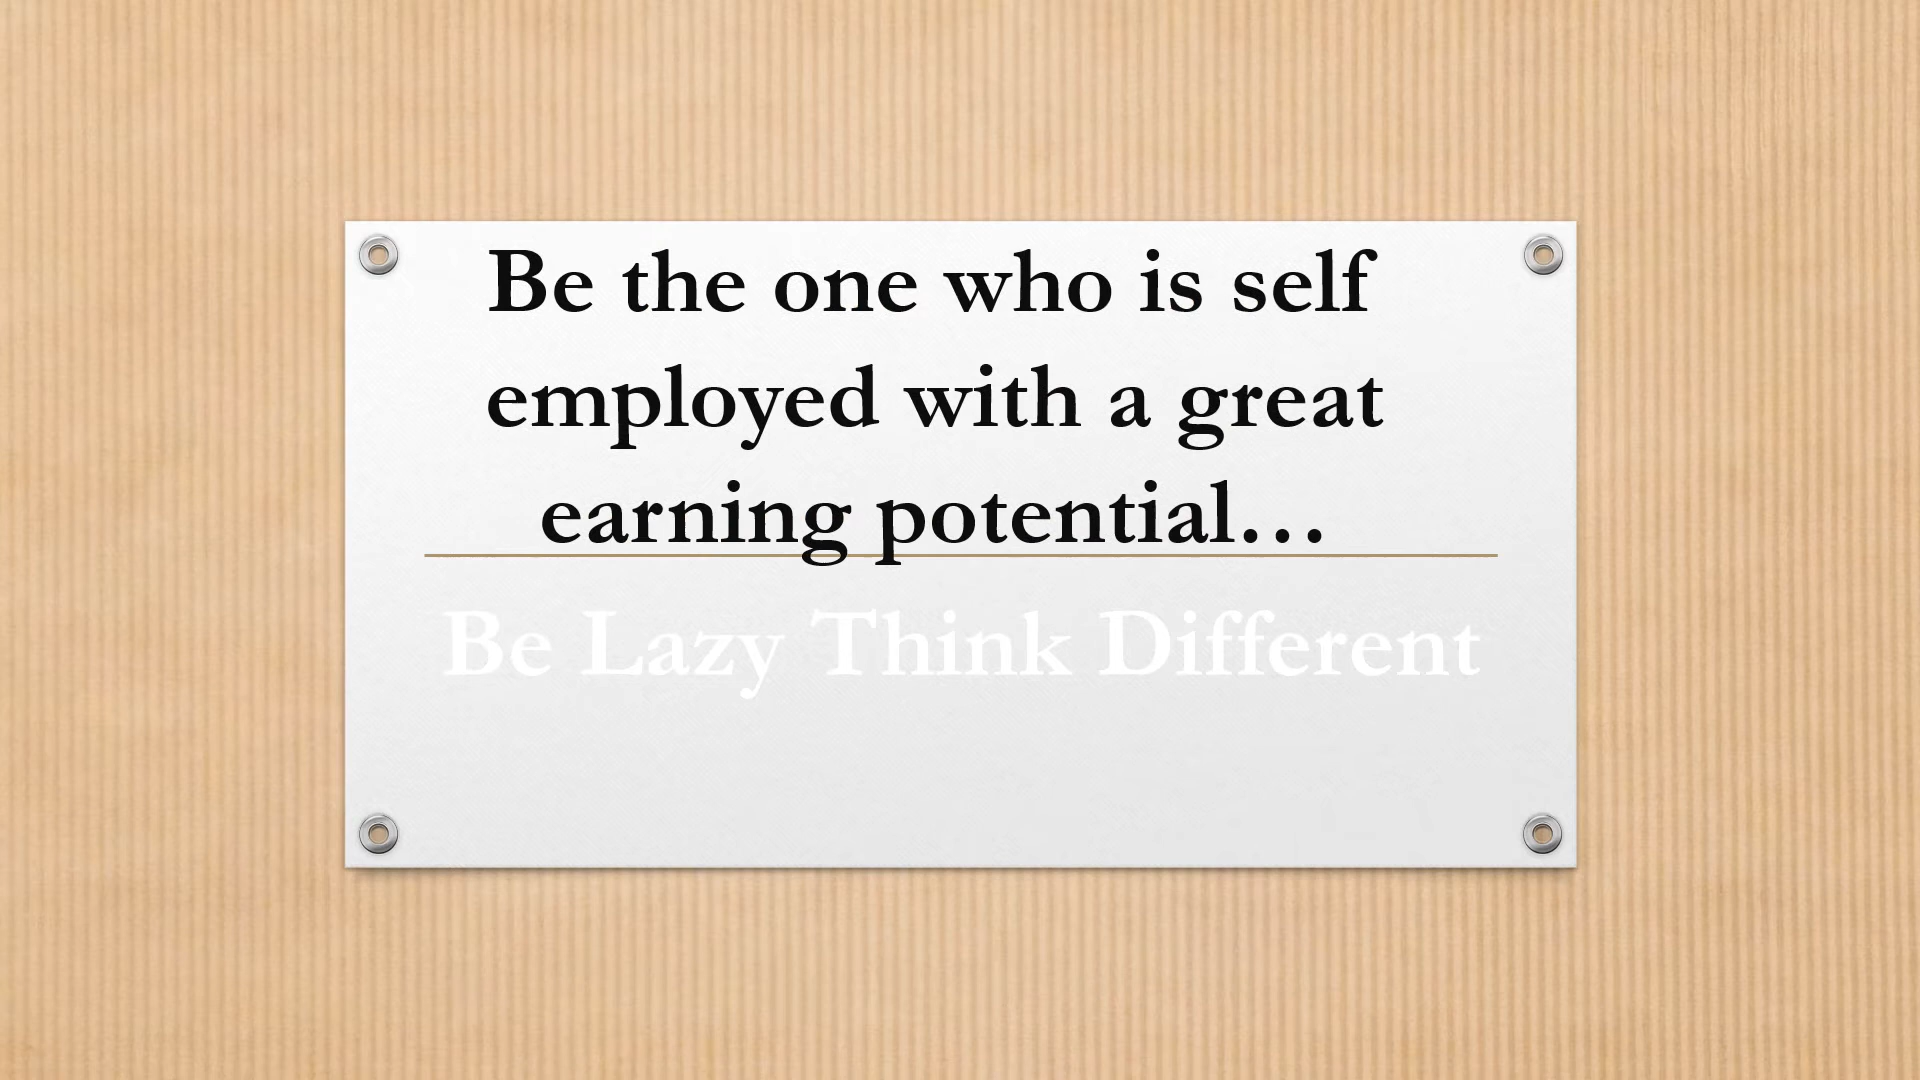 Be the one who is self
employed with a great
earning potential…
Be Lazy Think Different